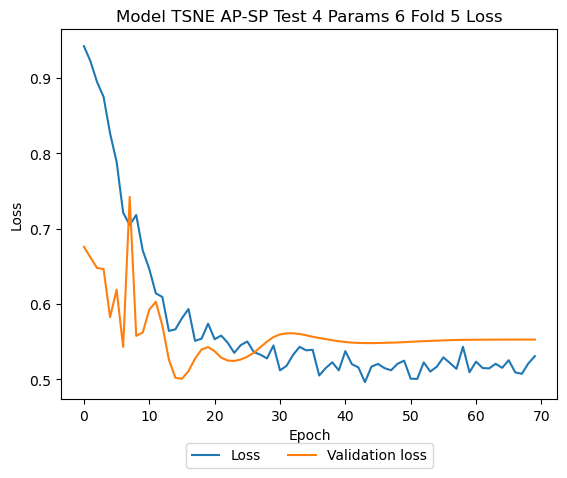 Model TSNE AP-SP Test 4 Params 6 Fold 5 Loss
0.9
0.8
0.7
0.6
0.5
Loss
0 10 20 30 40 50 60 70
Epoch
Loss Validation loss